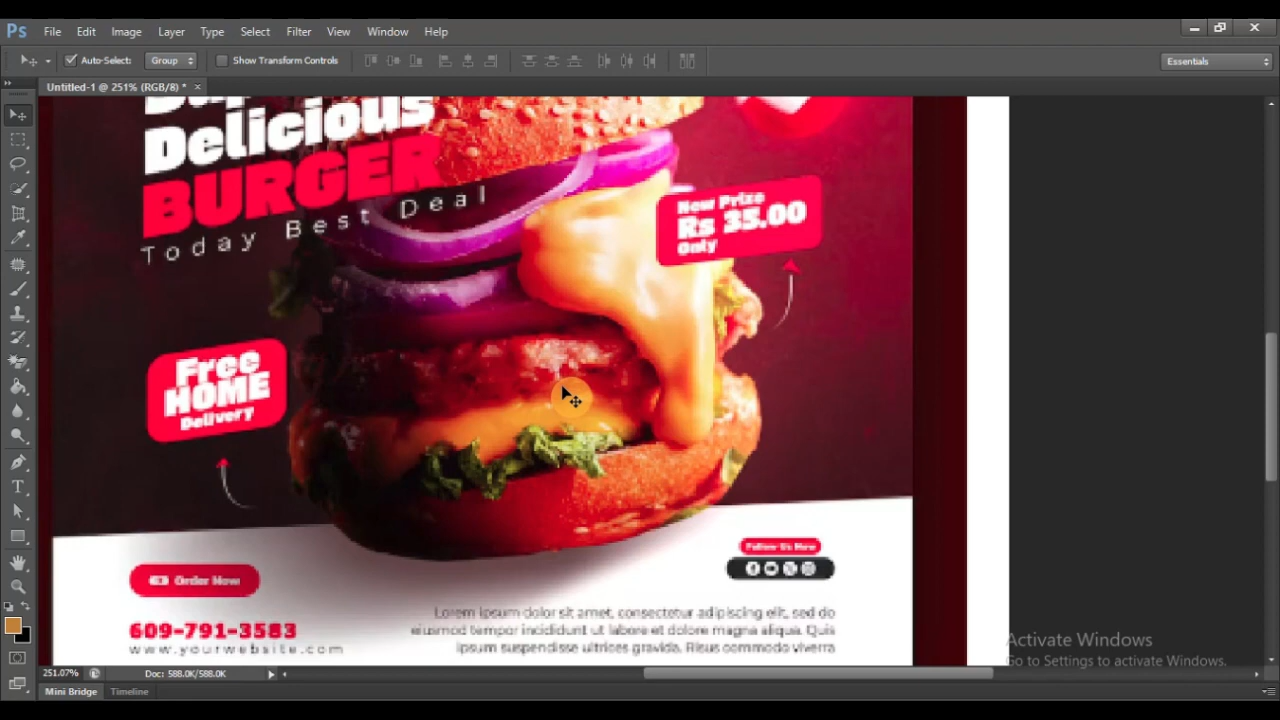 Ps File Edit Image Layer Type Select Filter View Window Help
Auto-Select: Group Show Transform Controls Essentials
Untitled-1 @ 251% (RGB/8) * ×
Delicious
BURGER
Today Best Deal
New Prize
Rs 35.00
Only
Free
HOME
Delivery
Follow Us Now
Order Now
609-791-3583
www.yourwebsite.com
Lorem ipsum dolor sit amet, consectetur adipiscing elit, sed do
eiusmod tempor incididunt ut labore et dolore magna aliqua. Quis
ipsum suspendisse ultrices gravida. Risus commodo viverra
Activate Windows
Go to Settings to activate Windows.
251.07% Doc: 588.0K/588.0K
Mini Bridge Timeline